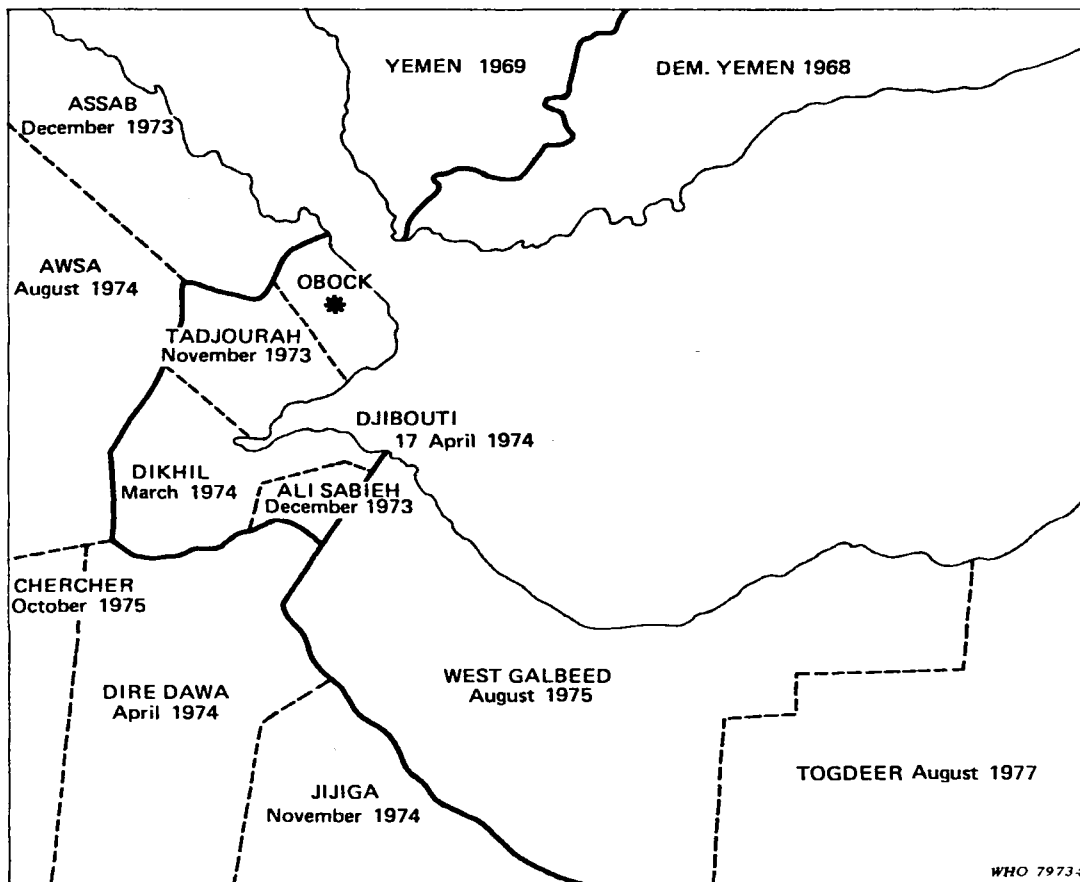 YEMEN 1969
DEM. YEMEN 1968
ASSAB
December 1973
AWSA
August 1974
OBOCK
TADJOURAH
November 1973
DJIBOUTI
17 April 1974
DIKHIL
March 1974
ALI SABIEH
December 1973
CHERCHER
October 1975
WEST GALBEED
August 1975
DIRE DAWA
April 1974
TOGDEER August 1977
JIJIGA
November 1974
WHO